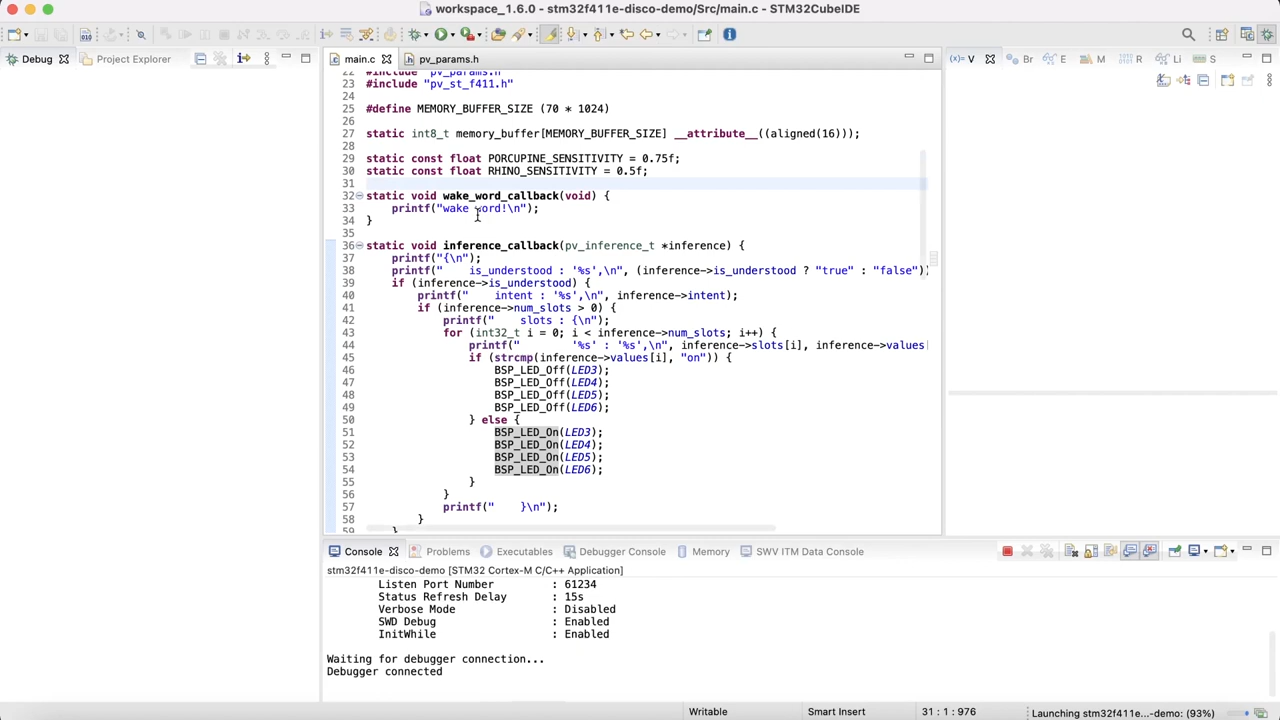 workspace_1.6.0 - stm32f411e-disco-demo/Src/main.c - STM32CubeIDE
Debug
Project Explorer
main.c
pv_params.h
(x)= V
Br
E
M
R
Li
S
22 #include "pv_params.h"
23 #include "pv_st_f411.h"
24
25 #define MEMORY_BUFFER_SIZE (70 * 1024)
26
27 static int8_t memory_buffer[MEMORY_BUFFER_SIZE] __attribute__((aligned(16)));
28
29 static const float PORCUPINE_SENSITIVITY = 0.75f;
30 static const float RHINO_SENSITIVITY = 0.5f;
31
32 static void wake_word_callback(void) {
33 printf("wake word!\n");
34 }
35
36 static void inference_callback(pv_inference_t *inference) {
37 printf("{\n");
38 printf("    is_understood : '%s',\n", (inference->is_understood ? "true" : "false"))
39 if (inference->is_understood) {
40 printf("    intent : '%s',\n", inference->intent);
41 if (inference->num_slots > 0) {
42 printf("    slots : {\n");
43 for (int32_t i = 0; i < inference->num_slots; i++) {
44 printf("        '%s' : '%s',\n", inference->slots[i], inference->values
45 if (strcmp(inference->values[i], "on")) {
46 BSP_LED_Off(LED3);
47 BSP_LED_Off(LED4);
48 BSP_LED_Off(LED5);
49 BSP_LED_Off(LED6);
50 } else {
51 BSP_LED_On(LED3);
52 BSP_LED_On(LED4);
53 BSP_LED_On(LED5);
54 BSP_LED_On(LED6);
55 }
56 }
57 printf("    }\n");
58 }
59 }
Console
Problems
Executables
Debugger Console
Memory
SWV ITM Data Console
stm32f411e-disco-demo [STM32 Cortex-M C/C++ Application]
Listen Port Number : 61234
Status Refresh Delay : 15s
Verbose Mode : Disabled
SWD Debug : Enabled
InitWhile : Enabled
Waiting for debugger connection...
Debugger connected
Writable
Smart Insert
31 : 1 : 976
Launching stm32f411e...-demo: (93%)